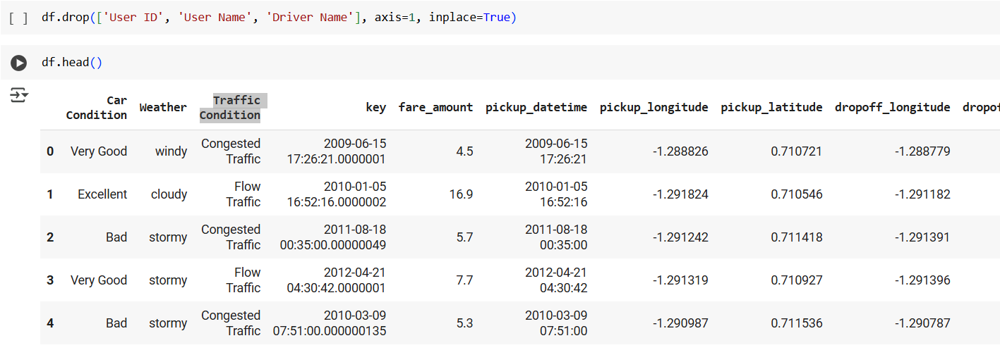 [ ] df.drop(['User ID', 'User Name', 'Driver Name'], axis=1, inplace=True)
df.head()
Car Condition Weather Traffic Condition key fare_amount pickup_datetime pickup_longitude pickup_latitude dropoff_longitude dropof
0 Very Good windy Congested Traffic 2009-06-15 17:26:21.0000001 4.5 2009-06-15 17:26:21 -1.288826 0.710721 -1.288779
1 Excellent cloudy Flow Traffic 2010-01-05 16:52:16.0000002 16.9 2010-01-05 16:52:16 -1.291824 0.710546 -1.291182
2 Bad stormy Congested Traffic 2011-08-18 00:35:00.00000049 5.7 2011-08-18 00:35:00 -1.291242 0.711418 -1.291391
3 Very Good stormy Flow Traffic 2012-04-21 04:30:42.0000001 7.7 2012-04-21 04:30:42 -1.291319 0.710927 -1.291396
4 Bad stormy Congested Traffic 2010-03-09 07:51:00.000000135 5.3 2010-03-09 07:51:00 -1.290987 0.711536 -1.290787